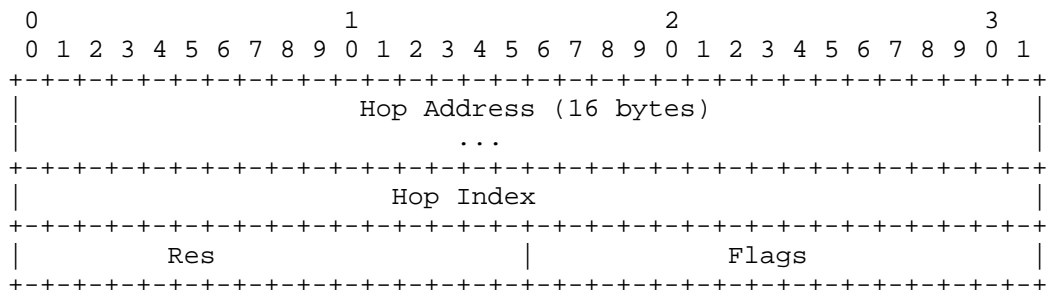 0                   1                   2                   3
 0 1 2 3 4 5 6 7 8 9 0 1 2 3 4 5 6 7 8 9 0 1 2 3 4 5 6 7 8 9 0 1
+-+-+-+-+-+-+-+-+-+-+-+-+-+-+-+-+-+-+-+-+-+-+-+-+-+-+-+-+-+-+-+-+
|                     Hop Address (16 bytes)                    |
|                           ...                                 |
+-+-+-+-+-+-+-+-+-+-+-+-+-+-+-+-+-+-+-+-+-+-+-+-+-+-+-+-+-+-+-+-+
|                       Hop Index                               |
+-+-+-+-+-+-+-+-+-+-+-+-+-+-+-+-+-+-+-+-+-+-+-+-+-+-+-+-+-+-+-+-+
|         Res                   |            Flags              |
+-+-+-+-+-+-+-+-+-+-+-+-+-+-+-+-+-+-+-+-+-+-+-+-+-+-+-+-+-+-+-+-+